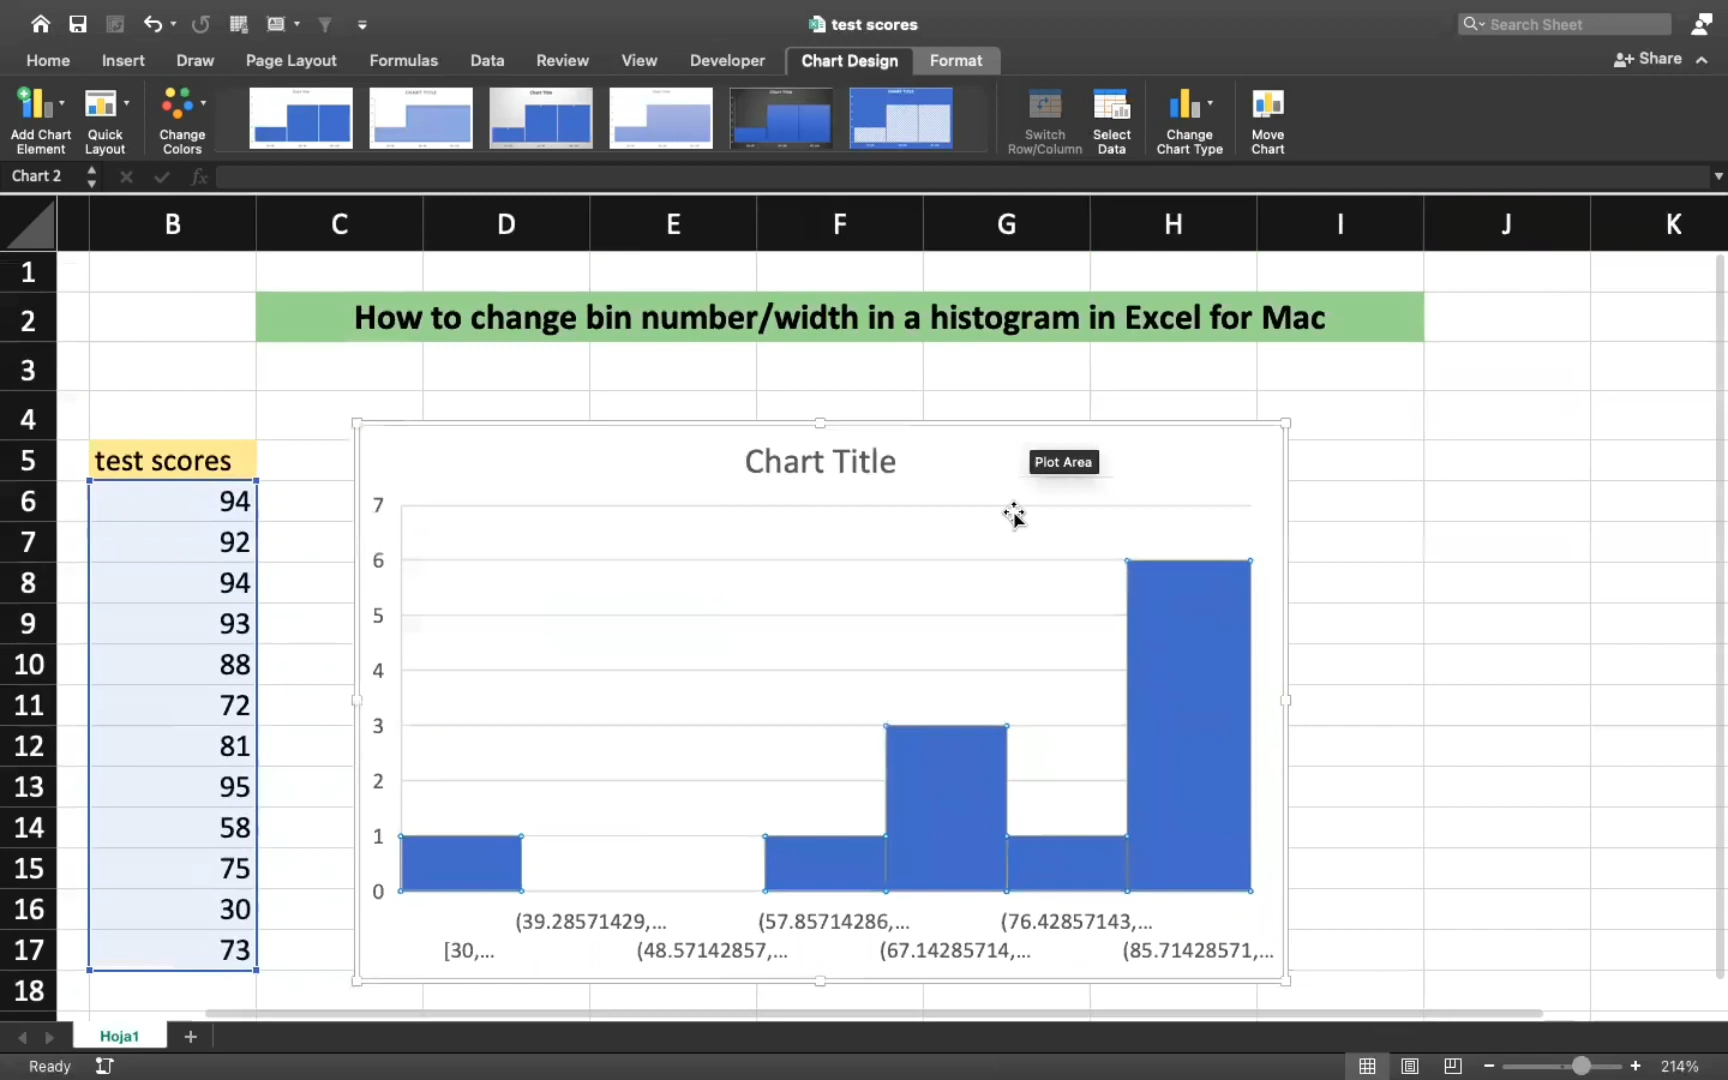 test scores
Search Sheet
Home Insert Draw Page Layout Formulas Data Review View Developer Chart Design Format Share
Add Chart Element
Quick Layout
Change Colors
Switch Row/Column
Select Data
Change Chart Type
Move Chart
Chart 2 fx
B C D E F G H I J K
1
2 How to change bin number/width in a histogram in Excel for Mac
3
4
5 test scores
6 94
7 92
8 94
9 93
10 88
11 72
12 81
13 95
14 58
15 75
16 30
17 73
18
Chart Title
Plot Area
7
6
5
4
3
2
1
0
(39.28571429,... (57.85714286,... (76.42857143,...
[30,... (48.57142857,... (67.14285714,... (85.71428571,...
Hoja1 +
Ready - + 214%